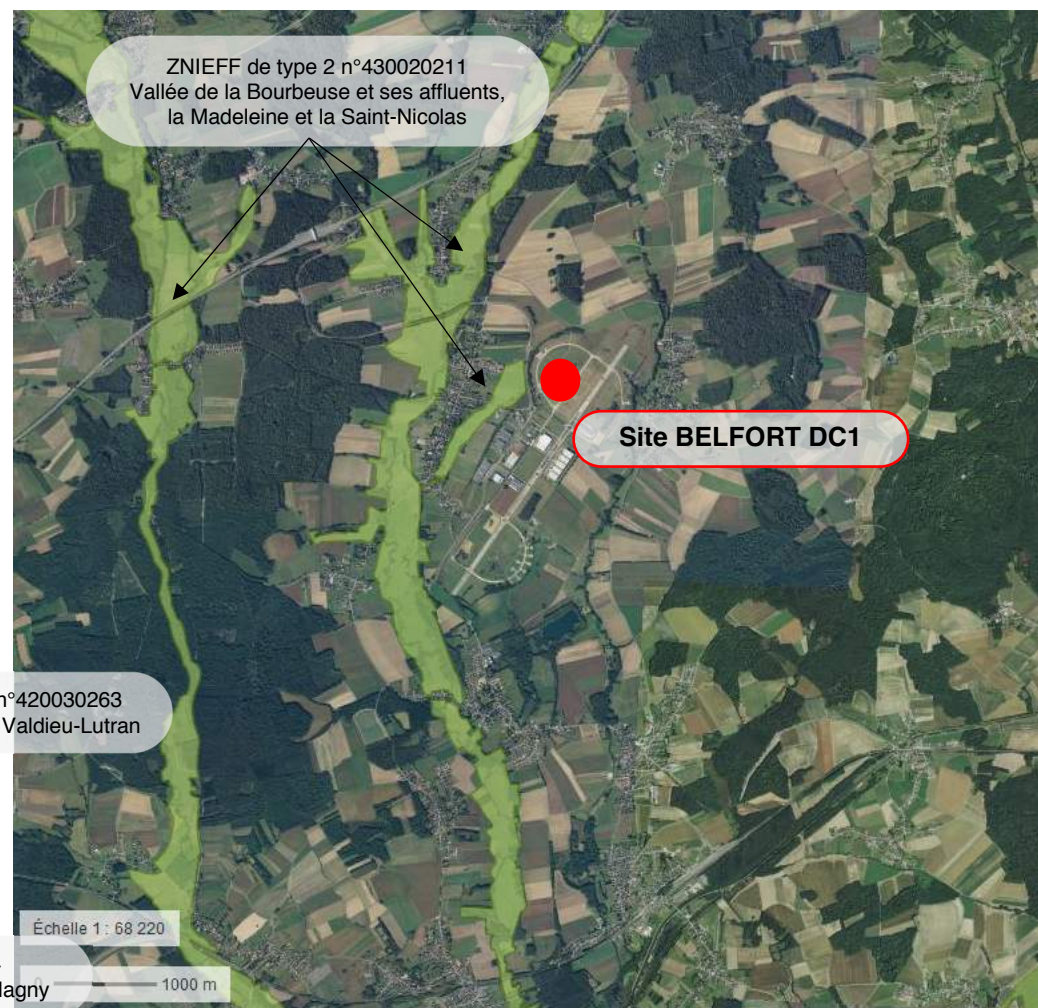 ZNIEFF de type 2 n°430020211
Vallée de la Bourbeuse et ses affluents,
la Madeleine et la Saint-Nicolas
Site BELFORT DC1
n°420030263
Valdieu-Lutran
Échelle 1 : 68 220
1000 m